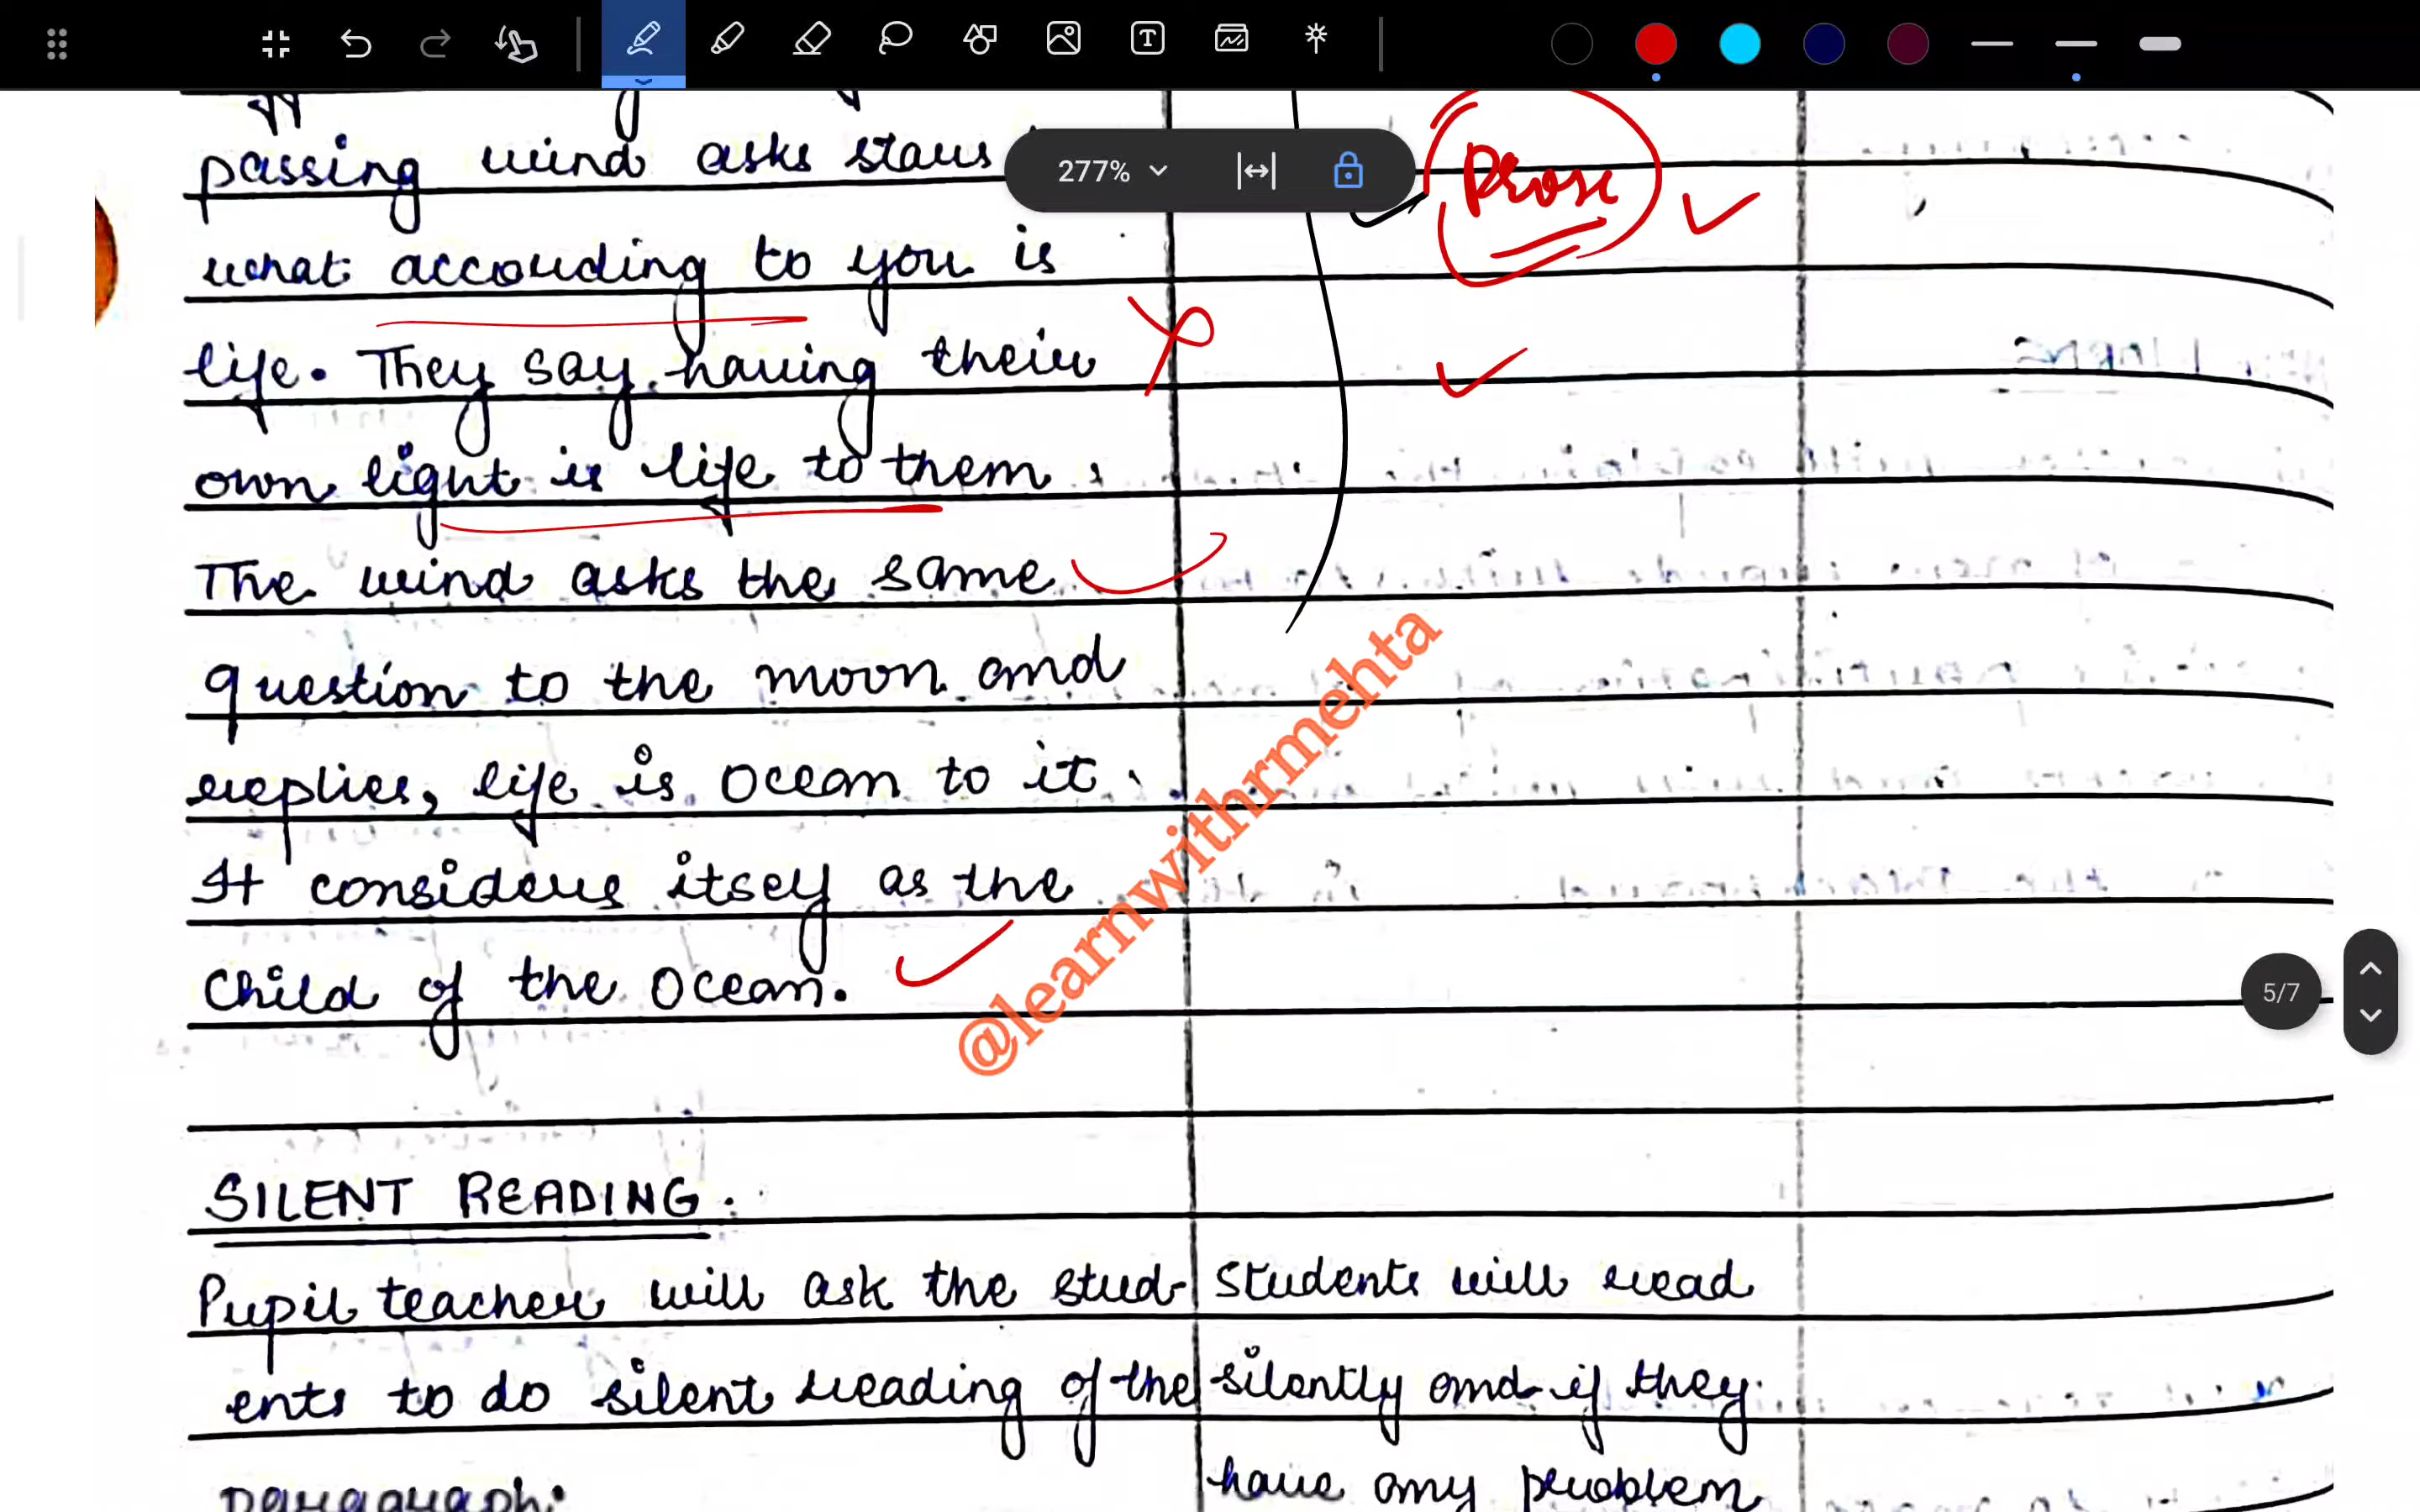 277%
Prose
passing wind asks stars
what according to you is
life. They say having their
own light is life to them.
The wind asks the same
question to the moon and
replies, life is Ocean to it.
It considers itself as the
child of the Ocean.
@learnwithrmehta
5/7
SILENT READING.
Pupil teacher will ask the stud- students will read
ents to do silent reading of the silently and if they
paragraph. have any problem